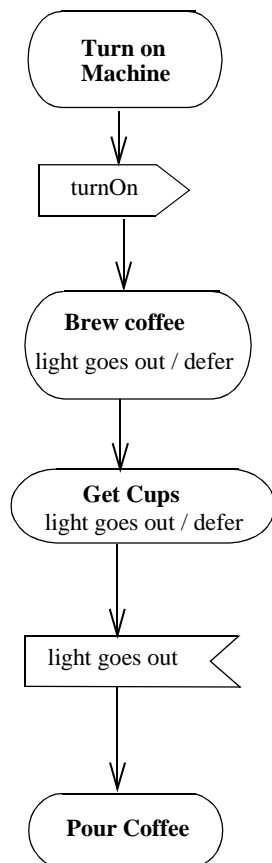 Turn on
Machine
turnOn
Brew coffee
light goes out / defer
Get Cups
light goes out / defer
light goes out
Pour Coffee